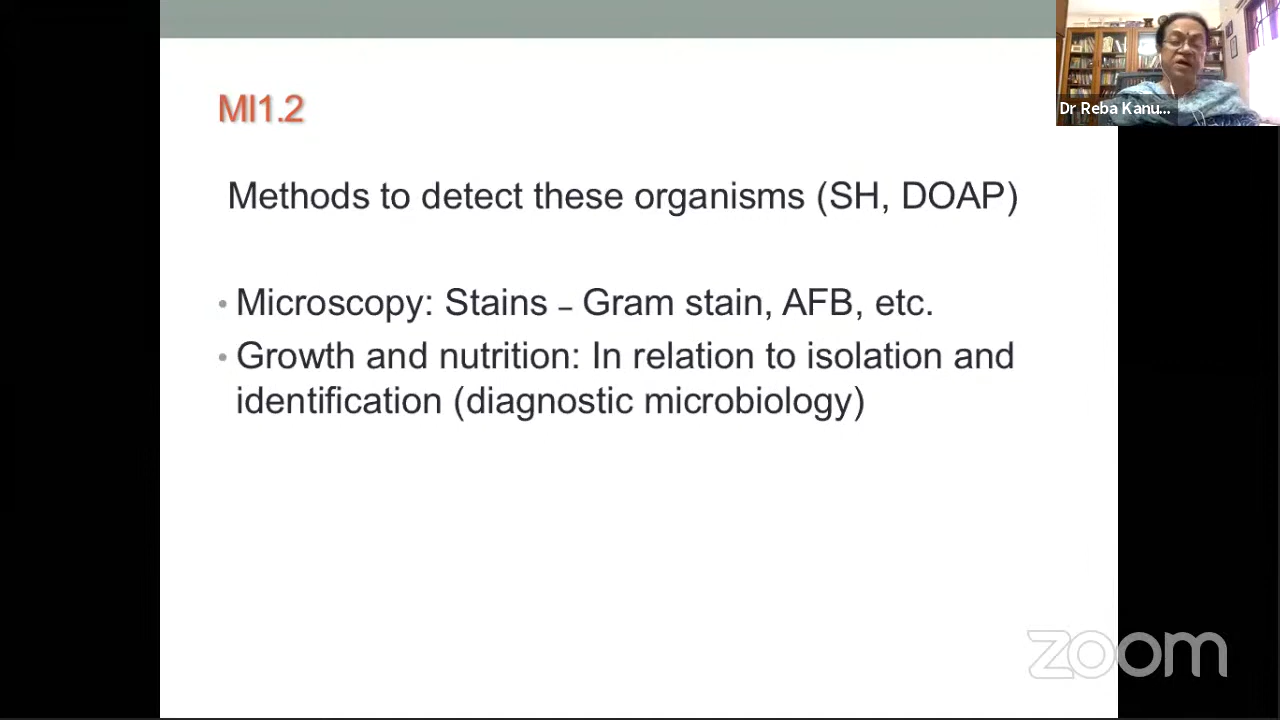 MI1.2
Dr Reba Kanu...
Methods to detect these organisms (SH, DOAP)
• Microscopy: Stains – Gram stain, AFB, etc.
• Growth and nutrition: In relation to isolation and
identification (diagnostic microbiology)
zoom